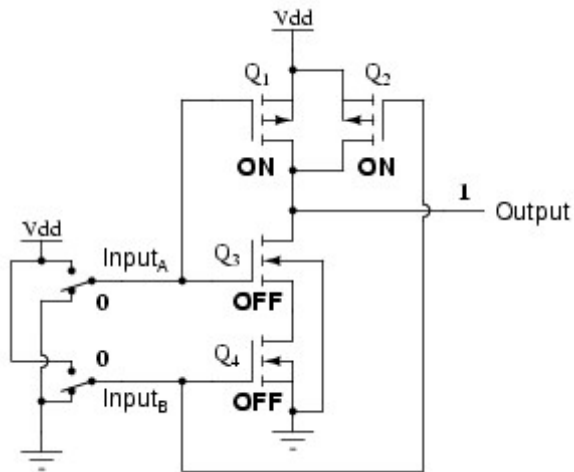 Vdd
Q1 Q2
ON ON
1
Output
Vdd
InputA
Q3
0
OFF
0
Q4
InputB
OFF